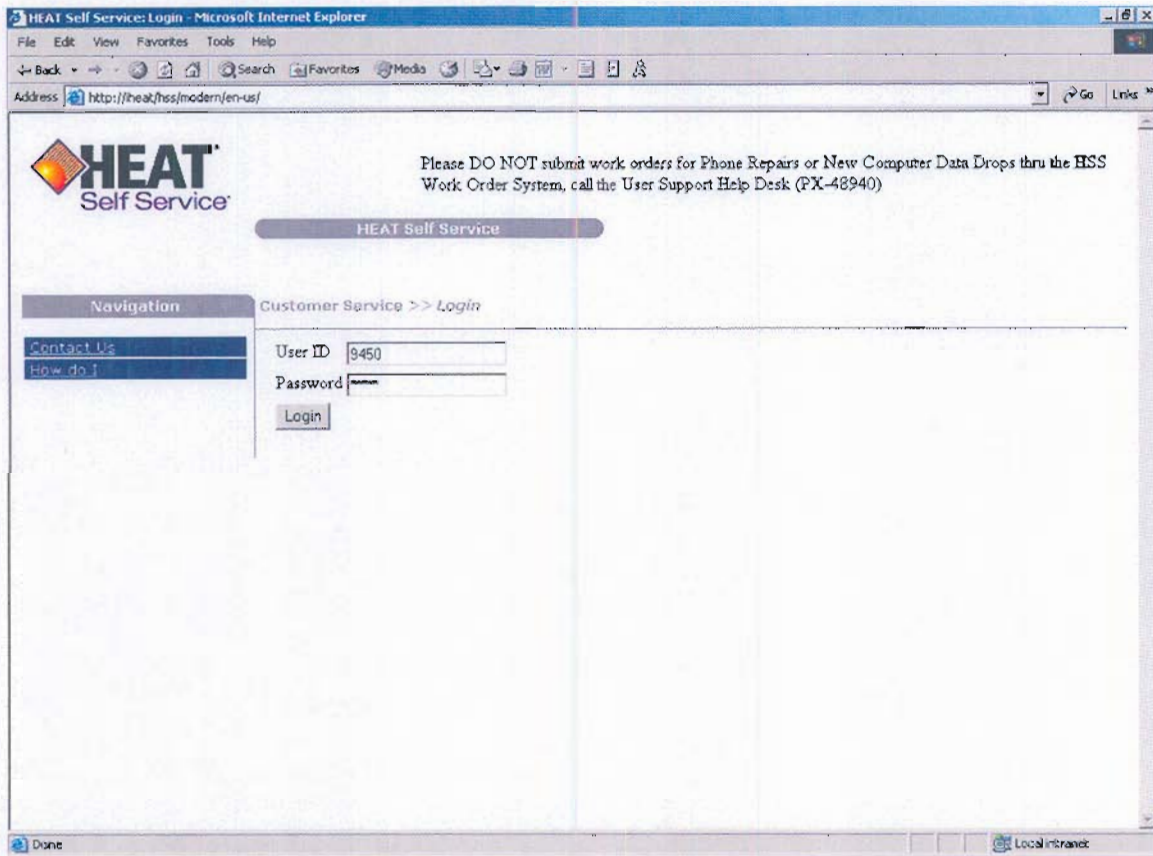 HEAT Self Service: Login - Microsoft Internet Explorer
File Edit View Favorites Tools Help
Back Search Favorites Media
Address http://iheat/hss/modern/en-us/ Go Links »
HEAT
Self Service
Please DO NOT submit work orders for Phone Repairs or New Computer Data Drops thru the HSS
Work Order System, call the User Support Help Desk (PX-48940)
HEAT Self Service
Navigation
Customer Service >> Login
Contact Us
How do I
User ID 9450
Password
Login
Done Local intranet